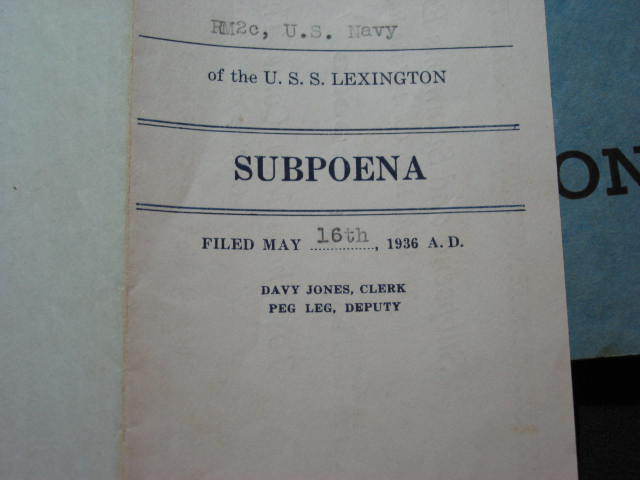 RM2c, U.S. Navy
of the U. S. S. LEXINGTON
SUBPOENA
FILED MAY 16th, 1936 A. D.
DAVY JONES, CLERK
PEG LEG, DEPUTY
ON